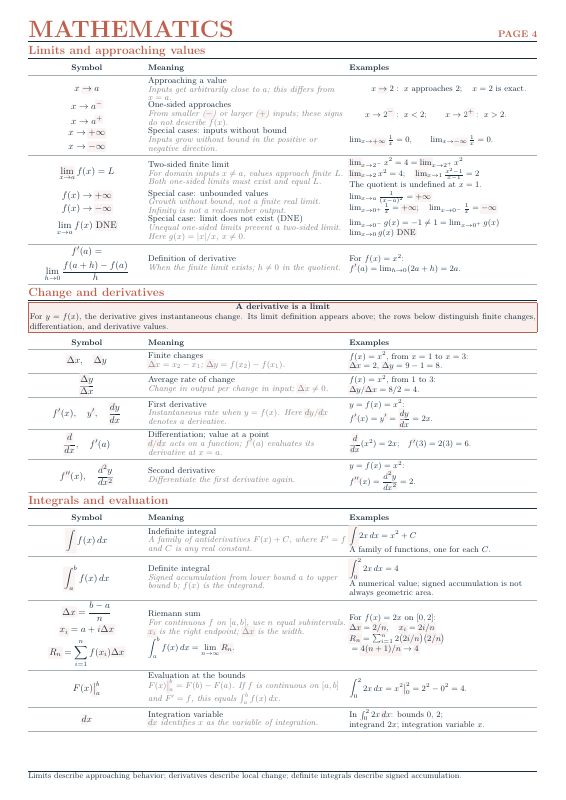 MATHEMATICS PAGE 4
Limits and approaching values
Symbol Meaning Examples
x → a
Approaching a value
Inputs get arbitrarily close to a; this differs from
x = a.
x → 2 : x approaches 2; x = 2 is exact.
x → a⁻
x → a⁺
One-sided approaches
From smaller (−) or larger (+) inputs; these signs
do not describe f(x).
x → 2⁻ : x < 2; x → 2⁺ : x > 2.
x → +∞
x → −∞
Special cases: inputs without bound
Inputs grow without bound in the positive or
negative direction.
lim_{x→+∞} 1/x = 0, lim_{x→−∞} 1/x = 0.
lim_{x→a} f(x) = L
Two-sided finite limit
For domain inputs x ≠ a, values approach finite L.
Both one-sided limits must exist and equal L.
lim_{x→2⁻} x² = 4 = lim_{x→2⁺} x²
lim_{x→2} x² = 4; lim_{x→1} (x²−1)/(x−1) = 2
The quotient is undefined at x = 1.
f(x) → +∞
f(x) → −∞
Special cases: unbounded values
Growth without bound, not a finite real limit.
Infinity is not a real-number output.
lim_{x→a} 1/(x−a)² = +∞
lim_{x→0⁺} 1/x = +∞; lim_{x→0⁻} 1/x = −∞
lim_{x→a} f(x) DNE
Special case: limit does not exist (DNE)
Unequal one-sided limits prevent a two-sided limit.
Here g(x) = |x|/x, x ≠ 0.
lim_{x→0⁻} g(x) = −1 ≠ 1 = lim_{x→0⁺} g(x)
lim_{x→0} g(x) DNE
f′(a) =
lim_{h→0} (f(a + h) − f(a))/h
Definition of derivative
When the finite limit exists; h ≠ 0 in the quotient.
For f(x) = x²:
f′(a) = lim_{h→0}(2a + h) = 2a.
Change and derivatives
A derivative is a limit
For y = f(x), the derivative gives instantaneous change. Its limit definition appears above; the rows below distinguish finite changes,
differentiation, and derivative values.
Symbol Meaning Examples
Δx, Δy
Finite changes
Δx = x₂ − x₁; Δy = f(x₂) − f(x₁).
f(x) = x², from x = 1 to x = 3:
Δx = 2, Δy = 9 − 1 = 8.
Δy/Δx
Average rate of change
Change in output per change in input; Δx ≠ 0.
f(x) = x², from 1 to 3:
Δy/Δx = 8/2 = 4.
f′(x), y′, dy/dx
First derivative
Instantaneous rate when y = f(x). Here dy/dx
denotes a derivative.
y = f(x) = x²:
f′(x) = y′ = dy/dx = 2x.
d/dx, f′(a)
Differentiation; value at a point
d/dx acts on a function; f′(a) evaluates its
derivative at x = a.
d/dx(x²) = 2x; f′(3) = 2(3) = 6.
f″(x), d²y/dx²
Second derivative
Differentiate the first derivative again.
y = f(x) = x²:
f″(x) = d²y/dx² = 2.
Integrals and evaluation
Symbol Meaning Examples
∫ f(x) dx
Indefinite integral
A family of antiderivatives F(x) + C, where F′ = f
and C is any real constant.
∫ 2x dx = x² + C
A family of functions, one for each C.
∫_a^b f(x) dx
Definite integral
Signed accumulation from lower bound a to upper
bound b; f(x) is the integrand.
∫_0^2 2x dx = 4
A numerical value; signed accumulation is not
always geometric area.
Δx = (b − a)/n
x_i = a + iΔx
R_n = ∑_{i=1}^n f(x_i)Δx
Riemann sum
For continuous f on [a, b], use n equal subintervals.
x_i is the right endpoint; Δx is the width.
∫_a^b f(x) dx = lim_{n→∞} R_n.
For f(x) = 2x on [0, 2]:
Δx = 2/n, x_i = 2i/n
R_n = ∑_{i=1}^n 2(2i/n)(2/n)
= 4(n + 1)/n → 4
F(x)|_a^b
Evaluation at the bounds
F(x)|_a^b = F(b) − F(a). If f is continuous on [a, b]
and F′ = f, this equals ∫_a^b f(x) dx.
∫_0^2 2x dx = x²|_0^2 = 2² − 0² = 4.
dx
Integration variable
dx identifies x as the variable of integration.
In ∫_0^2 2x dx: bounds 0, 2;
integrand 2x; integration variable x.
Limits describe approaching behavior; derivatives describe local change; definite integrals describe signed accumulation.